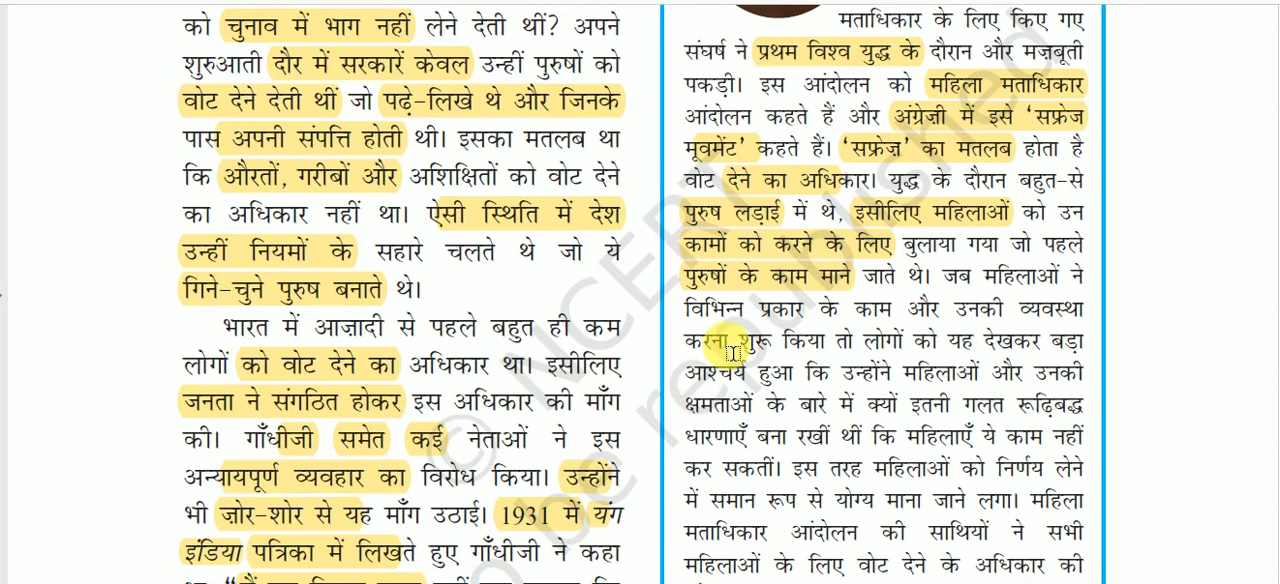 को चुनाव में भाग नहीं लेने देती थीं? अपने
शुरुआती दौर में सरकारें केवल उन्हीं पुरुषों को
वोट देने देती थीं जो पढ़े-लिखे थे और जिनके
पास अपनी संपत्ति होती थी। इसका मतलब था
कि औरतों, गरीबों और अशिक्षितों को वोट देने
का अधिकार नहीं था। ऐसी स्थिति में देश
उन्हीं नियमों के सहारे चलते थे जो ये
गिने-चुने पुरुष बनाते थे।
भारत में आज़ादी से पहले बहुत ही कम
लोगों को वोट देने का अधिकार था। इसीलिए
जनता ने संगठित होकर इस अधिकार की माँग
की। गाँधीजी समेत कई नेताओं ने इस
अन्यायपूर्ण व्यवहार का विरोध किया। उन्होंने
भी ज़ोर-शोर से यह माँग उठाई। 1931 में यंग
इंडिया पत्रिका में लिखते हुए गाँधीजी ने कहा
मताधिकार के लिए किए गए
संघर्ष ने प्रथम विश्व युद्ध के दौरान और मज़बूती
पकड़ी। इस आंदोलन को महिला मताधिकार
आंदोलन कहते हैं और अंग्रेज़ी में इसे ‘सफ्रेज
मूवमेंट’ कहते हैं। ‘सफ्रेज़’ का मतलब होता है
वोट देने का अधिकार। युद्ध के दौरान बहुत-से
पुरुष लड़ाई में थे, इसीलिए महिलाओं को उन
कामों को करने के लिए बुलाया गया जो पहले
पुरुषों के काम माने जाते थे। जब महिलाओं ने
विभिन्न प्रकार के काम और उनकी व्यवस्था
करना शुरू किया तो लोगों को यह देखकर बड़ा
आश्चर्य हुआ कि उन्होंने महिलाओं और उनकी
क्षमताओं के बारे में क्यों इतनी गलत रूढ़िबद्ध
धारणाएँ बना रखीं थीं कि महिलाएँ ये काम नहीं
कर सकतीं। इस तरह महिलाओं को निर्णय लेने
में समान रूप से योग्य माना जाने लगा। महिला
मताधिकार आंदोलन की साथियों ने सभी
महिलाओं के लिए वोट देने के अधिकार की
© NCERT
be republished